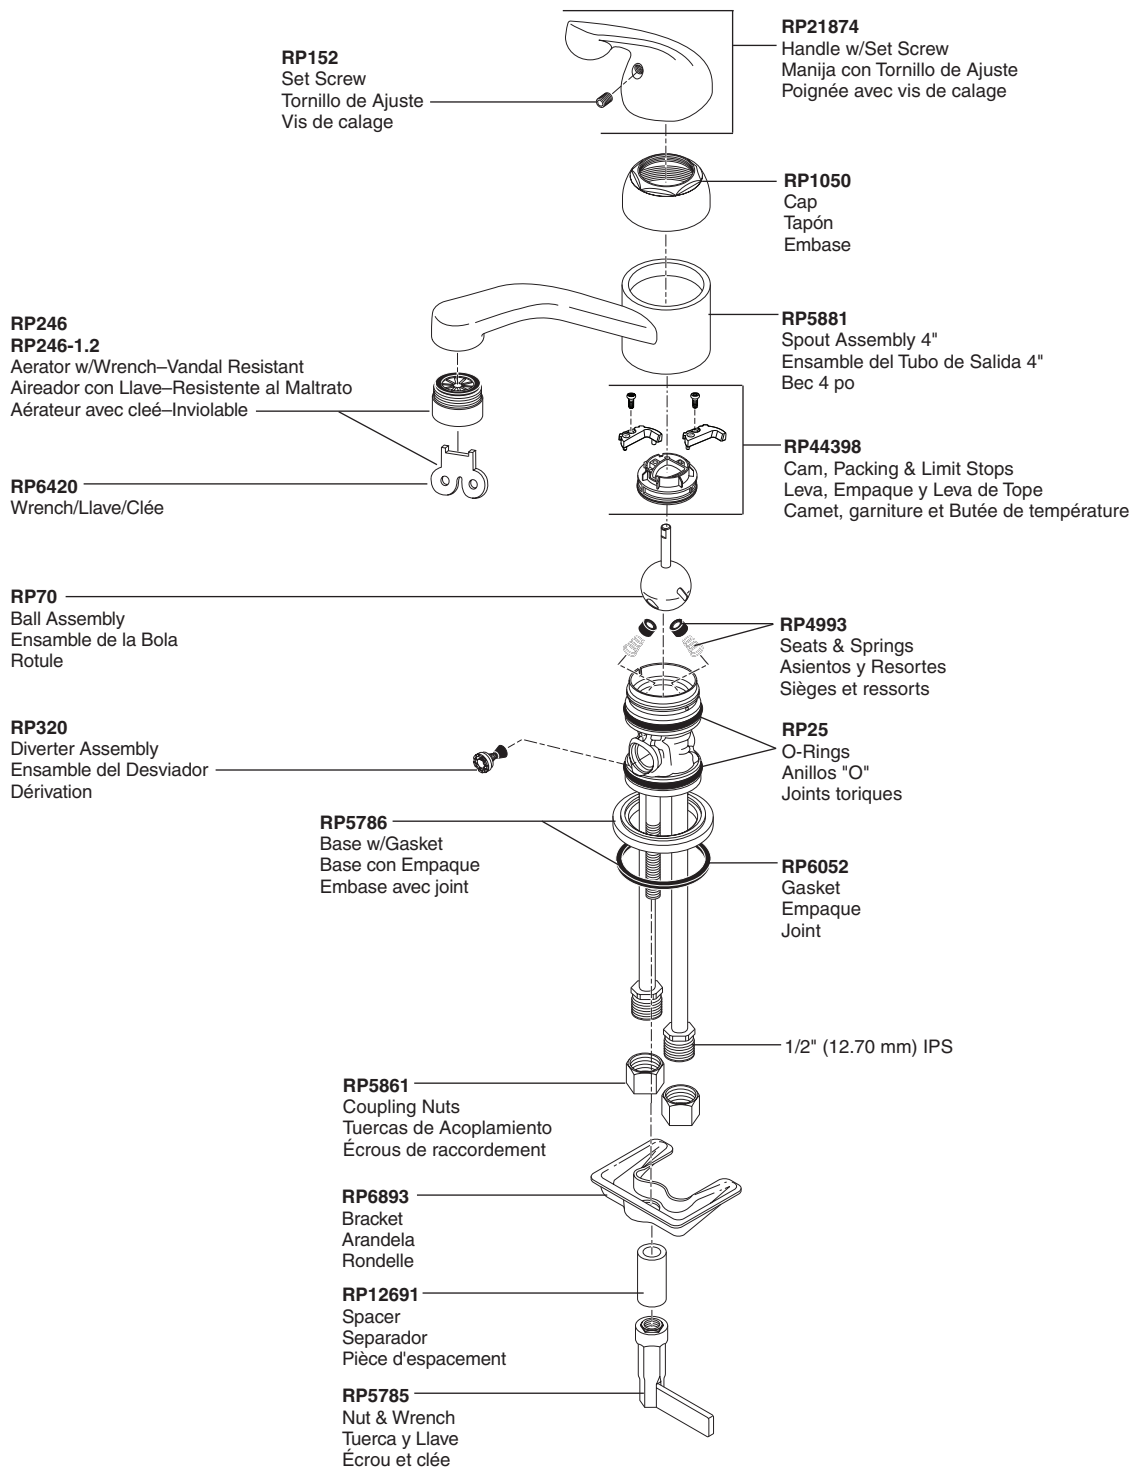 RP21874
Handle w/Set Screw
Manija con Tornillo de Ajuste
Poignée avec vis de calage
RP152
Set Screw
Tornillo de Ajuste
Vis de calage
RP1050
Cap
Tapón
Embase
RP246
RP246-1.2
Aerator w/Wrench–Vandal Resistant
Aireador con Llave–Resistente al Maltrato
Aérateur avec cleé–Inviolable
RP5881
Spout Assembly 4"
Ensamble del Tubo de Salida 4"
Bec 4 po
RP44398
Cam, Packing & Limit Stops
Leva, Empaque y Leva de Tope
Camet, garniture et Butée de température
RP6420
Wrench/Llave/Clée
RP70
Ball Assembly
Ensamble de la Bola
Rotule
RP4993
Seats & Springs
Asientos y Resortes
Sièges et ressorts
RP320
Diverter Assembly
Ensamble del Desviador
Dérivation
RP25
O-Rings
Anillos "O"
Joints toriques
RP5786
Base w/Gasket
Base con Empaque
Embase avec joint
RP6052
Gasket
Empaque
Joint
1/2" (12.70 mm) IPS
RP5861
Coupling Nuts
Tuercas de Acoplamiento
Écrous de raccordement
RP6893
Bracket
Arandela
Rondelle
RP12691
Spacer
Separador
Pièce d'espacement
RP5785
Nut & Wrench
Tuerca y Llave
Écrou et clée